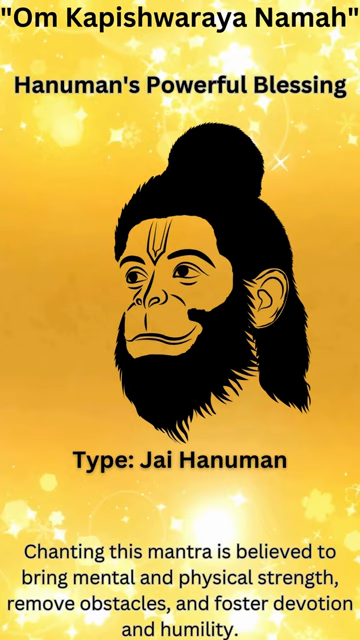 "Om Kapishwaraya Namah"
Hanuman's Powerful Blessing
Type: Jai Hanuman
Chanting this mantra is believed to
bring mental and physical strength,
remove obstacles, and foster devotion
and humility.